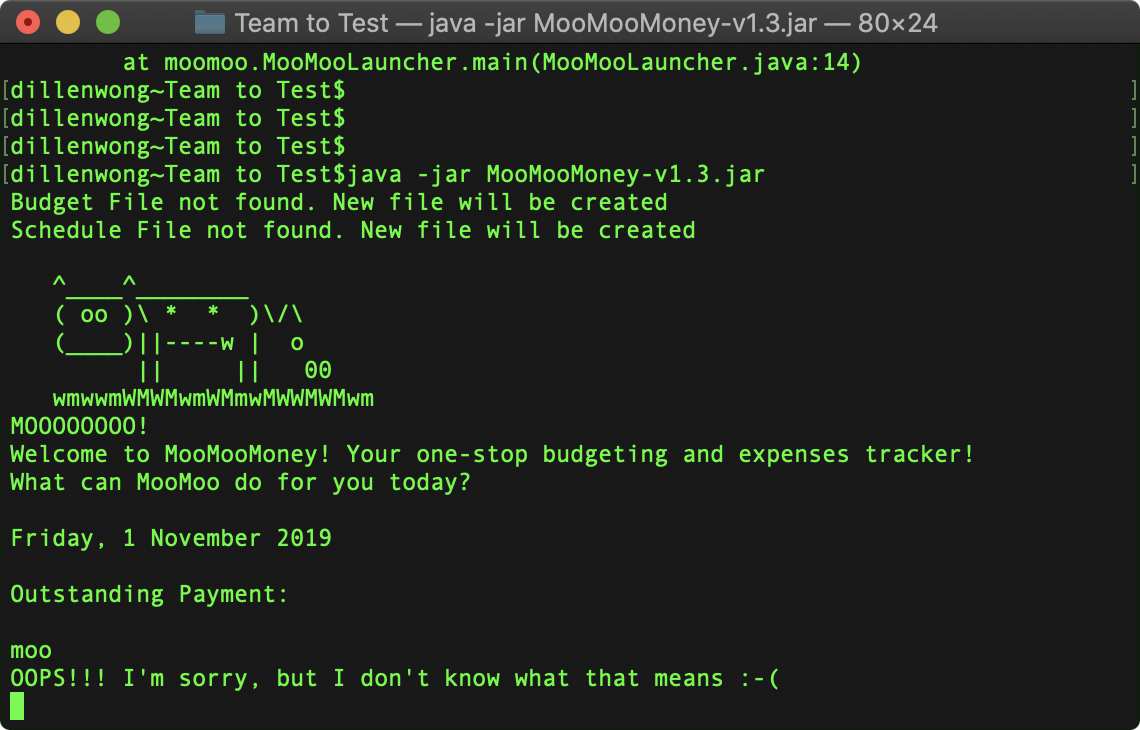 Team to Test — java -jar MooMooMoney-v1.3.jar — 80×24
        at moomoo.MooMooLauncher.main(MooMooLauncher.java:14)
[dillenwong~Team to Test$ ]
[dillenwong~Team to Test$ ]
[dillenwong~Team to Test$ ]
[dillenwong~Team to Test$java -jar MooMooMoney-v1.3.jar ]
Budget File not found. New file will be created
Schedule File not found. New file will be created
   ^____^________
   ( oo )\ *  *  )\/\
   (____)||----w |  o
         ||     ||   00
   wmwwmWMWMwmWMmwMWWMWMwm
MOOOOOOOO!
Welcome to MooMooMoney! Your one-stop budgeting and expenses tracker!
What can MooMoo do for you today?
Friday, 1 November 2019
Outstanding Payment:
moo
OOPS!!! I'm sorry, but I don't know what that means :-(